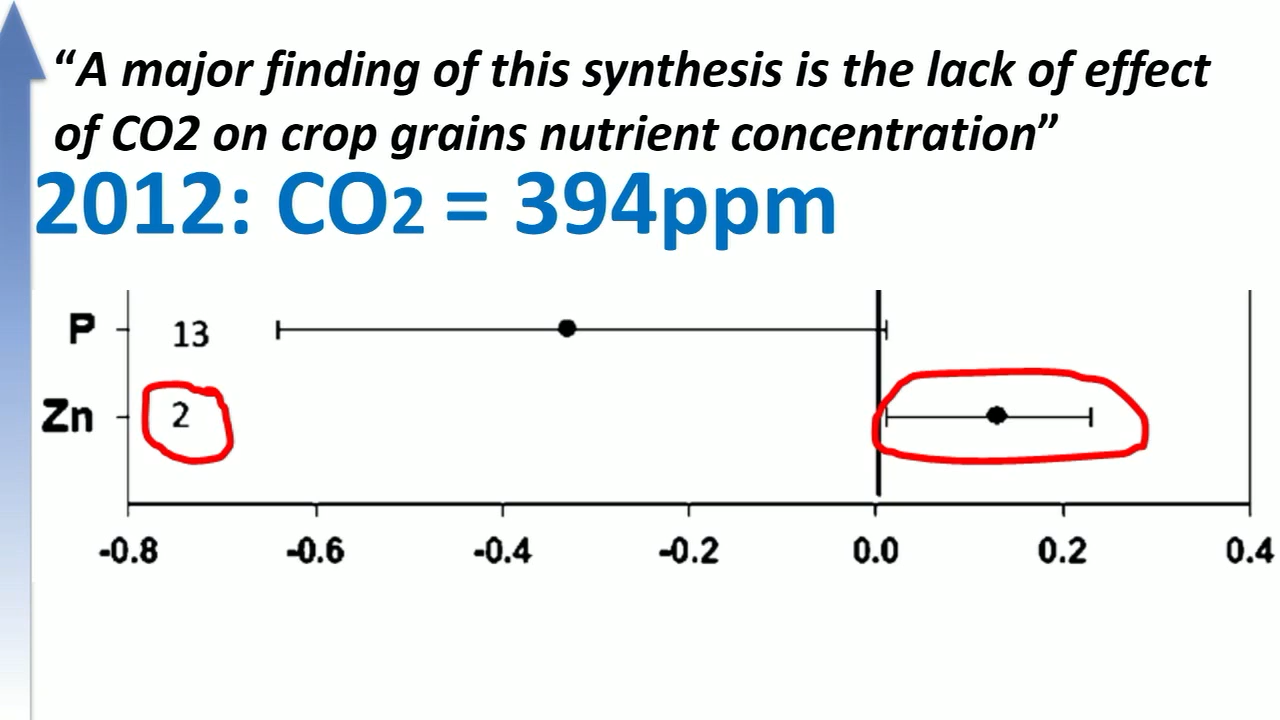 “A major finding of this synthesis is the lack of effect
of CO2 on crop grains nutrient concentration”
2012: CO2 = 394ppm
P 13
Zn 2
-0.8 -0.6 -0.4 -0.2 0.0 0.2 0.4